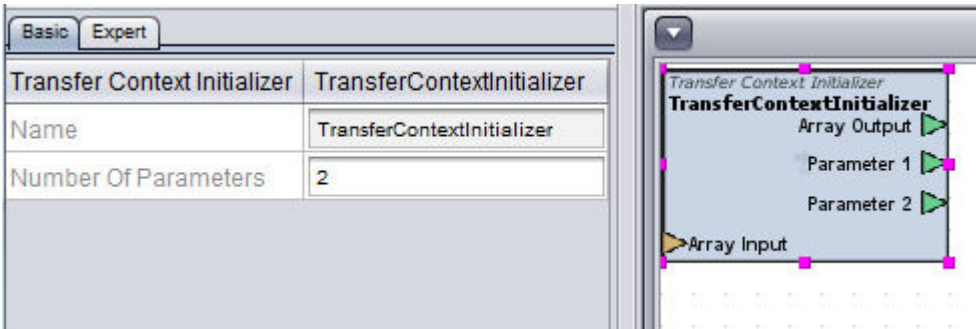 Basic Expert
Transfer Context Initializer TransferContextInitializer
Name TransferContextInitializer
Number Of Parameters 2
Transfer Context Initializer
TransferContextInitializer
Array Output
Parameter 1
Parameter 2
Array Input